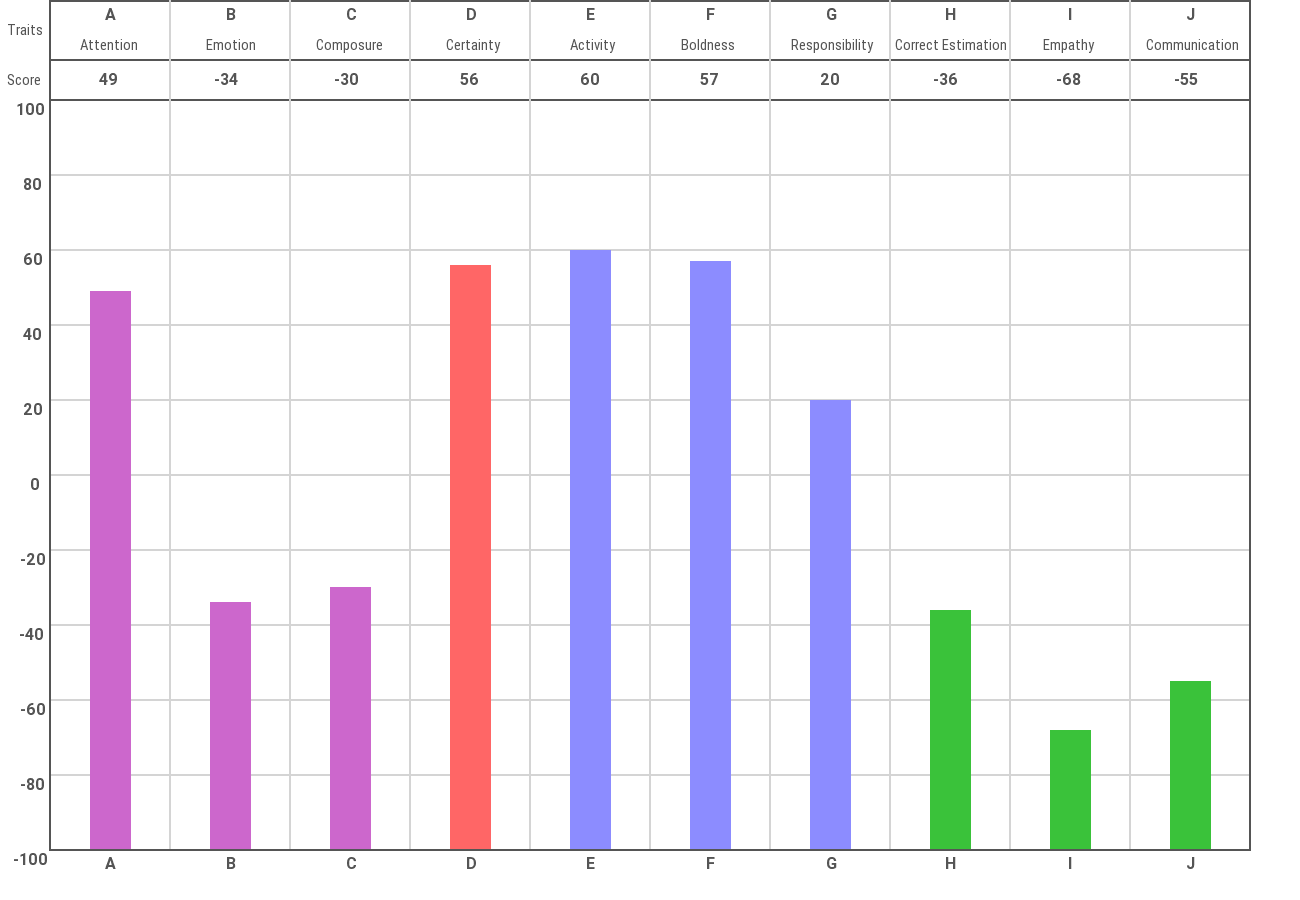 Traits
A B C D E F G H I J
Attention Emotion Composure Certainty Activity Boldness Responsibility Correct Estimation Empathy Communication
Score 49 -34 -30 56 60 57 20 -36 -68 -55
100
80
60
40
20
0
-20
-40
-60
-80
-100
A B C D E F G H I J